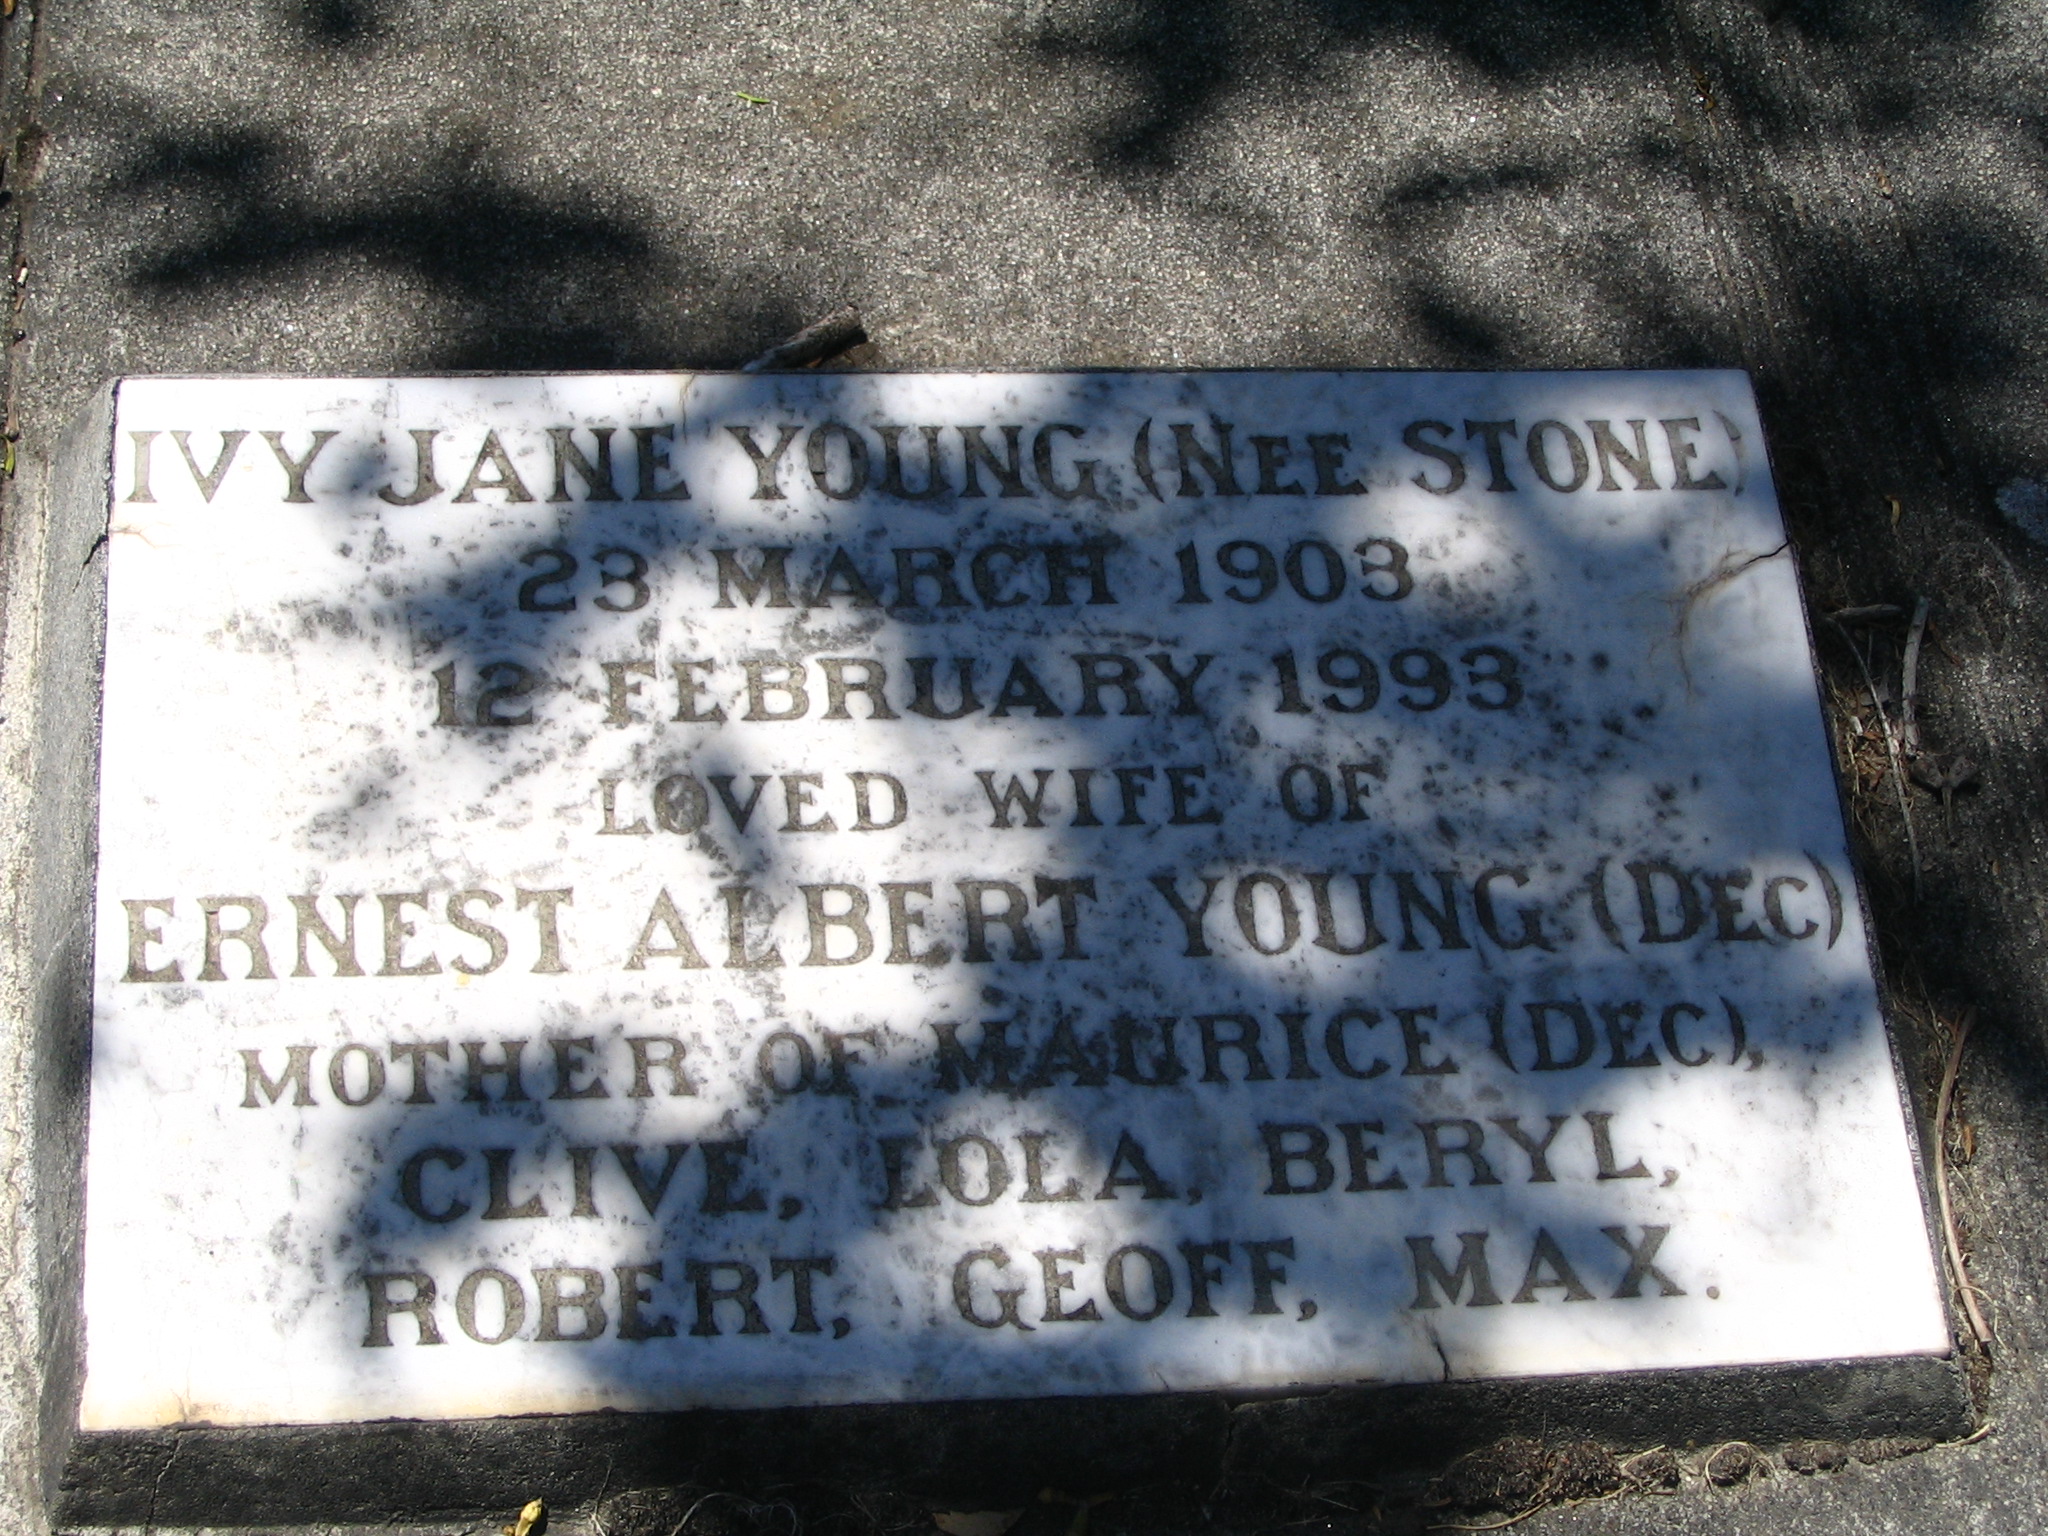 IVY JANE YOUNG (NEE STONE)
23 MARCH 1903
12 FEBRUARY 1993
LOVED WIFE OF
ERNEST ALBERT YOUNG (DEC)
MOTHER OF MAURICE (DEC),
CLIVE, LOLA, BERYL,
ROBERT, GEOFF, MAX.